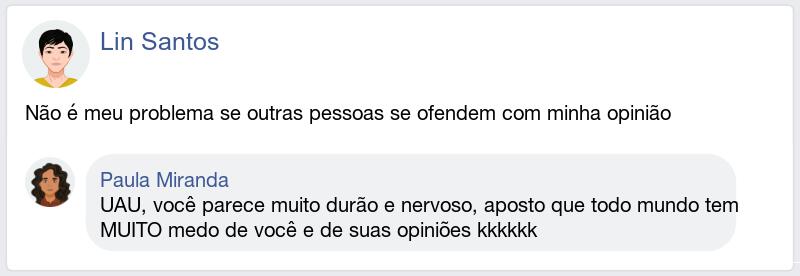 Lin Santos
Não é meu problema se outras pessoas se ofendem com minha opinião
Paula Miranda
UAU, você parece muito durão e nervoso, aposto que todo mundo tem
MUITO medo de você e de suas opiniões kkkkkk